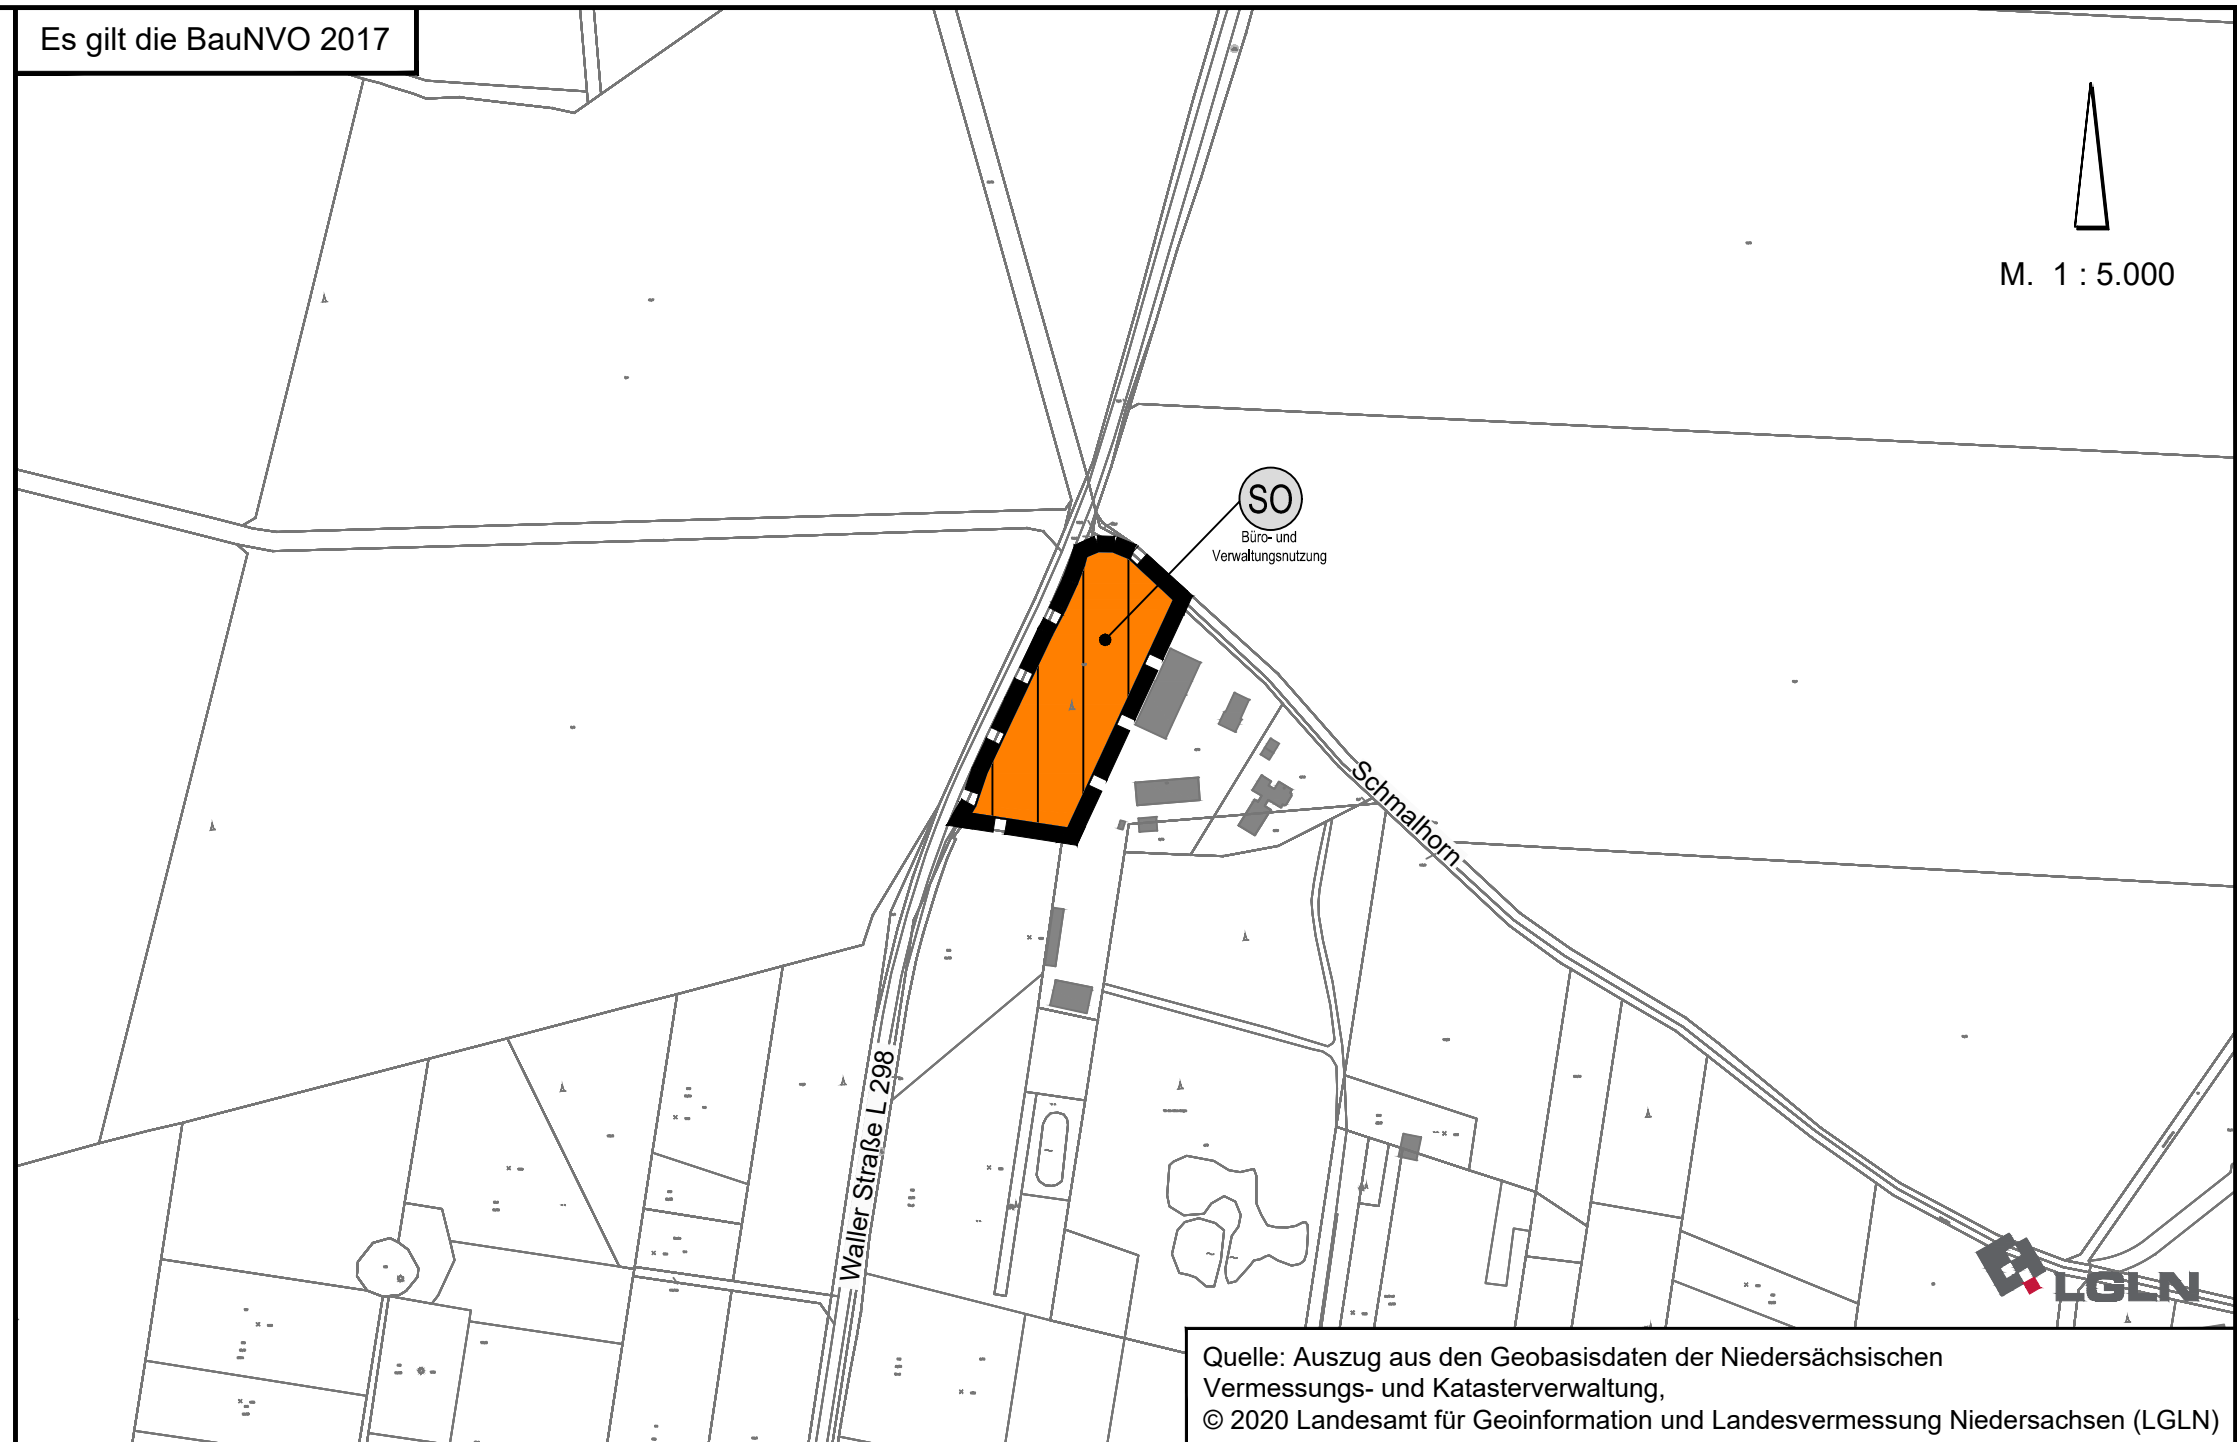 Es gilt die BauNVO 2017
M. 1 : 5.000
SO
Büro- und
Verwaltungsnutzung
Schmalhorn
Waller Straße L 298
LGLN
Quelle: Auszug aus den Geobasisdaten der Niedersächsischen
Vermessungs- und Katasterverwaltung,
© 2020 Landesamt für Geoinformation und Landesvermessung Niedersachsen (LGLN)